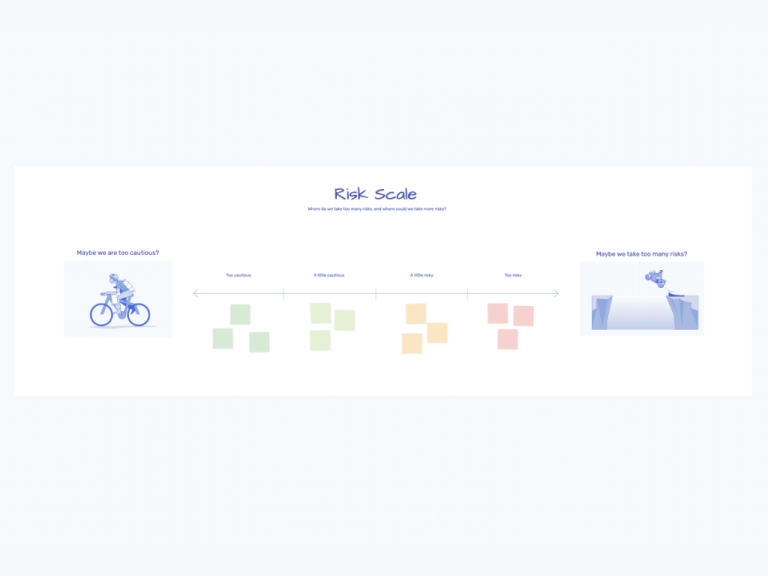 Risk Scale
Where do we take too many risks, and where could we take more risks?
Maybe we are too cautious?
Maybe we take too many risks?
Too cautious
A little cautious
A little risky
Too risky